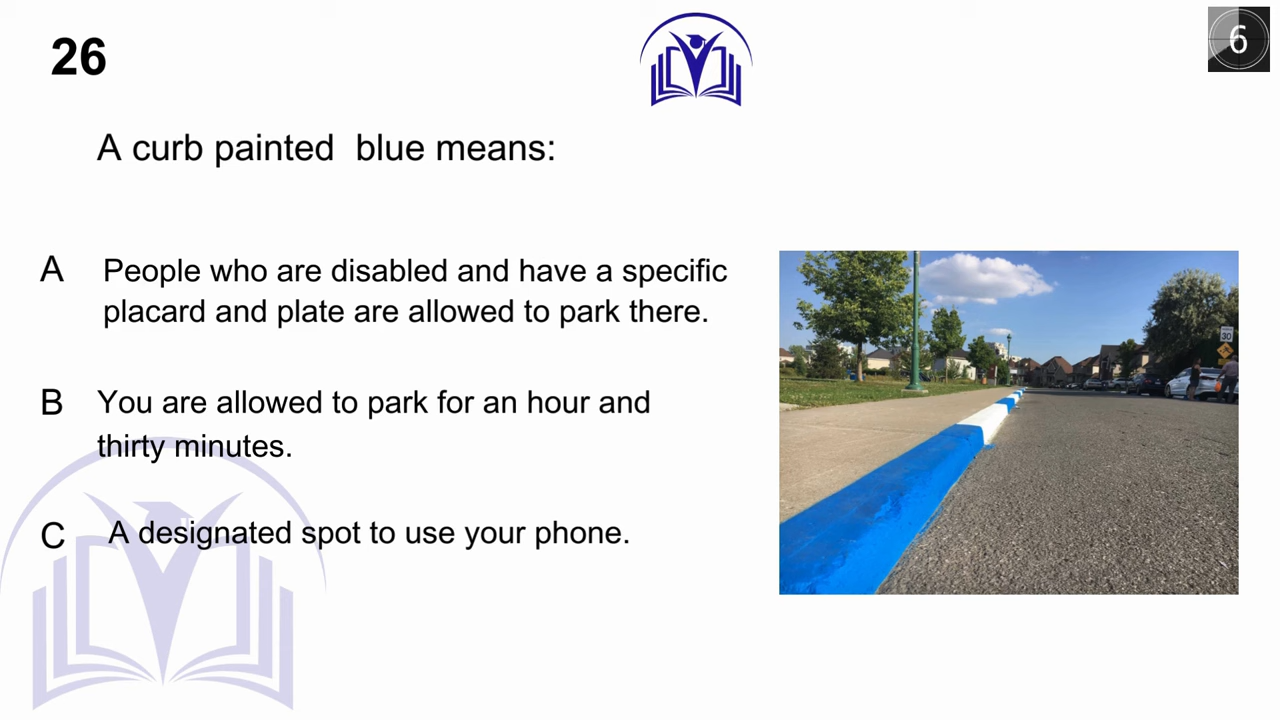 26
6
A curb painted blue means:
A People who are disabled and have a specific
placard and plate are allowed to park there.
B You are allowed to park for an hour and
thirty minutes.
C A designated spot to use your phone.
30